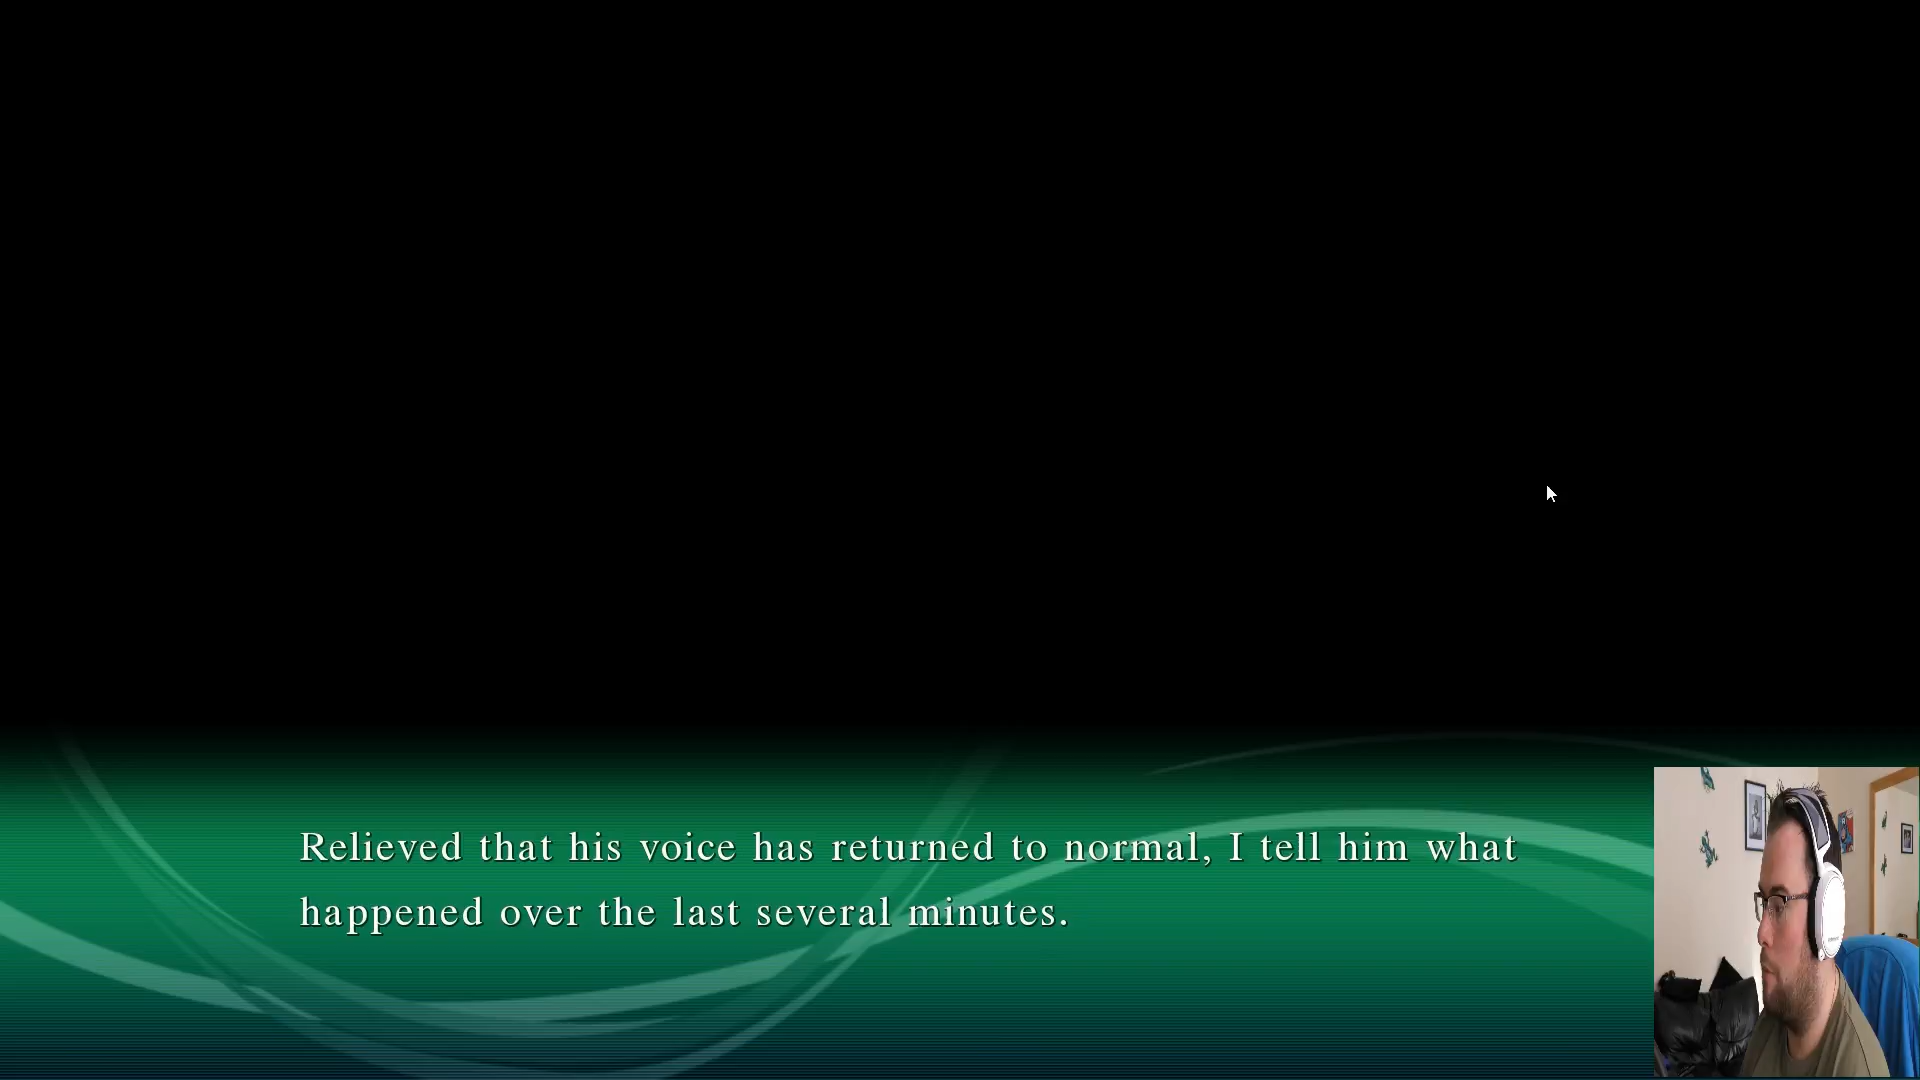 Relieved that his voice has returned to normal, I tell him what
happened over the last several minutes.